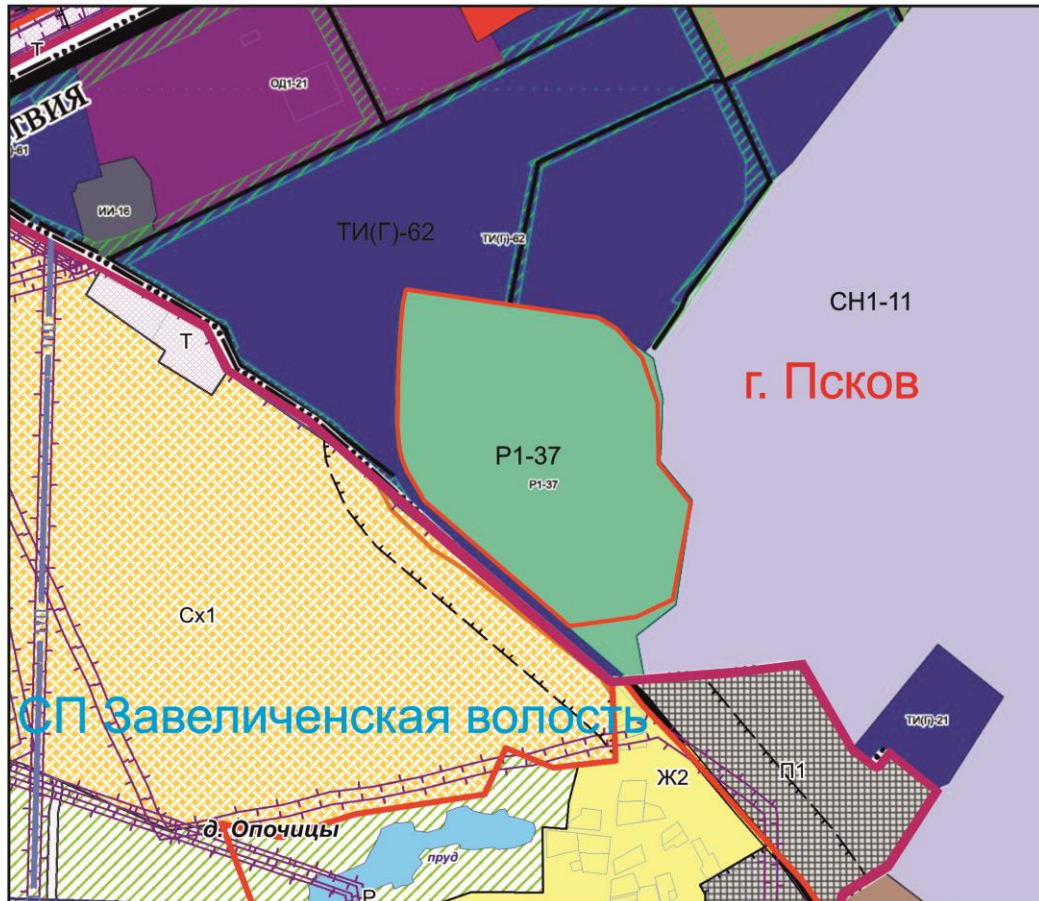 Т
ОД1-21
ТВИЯ
)-61
ИИ-16
ТИ(Г)-62
ТИ(Г)-62
СН1-11
Т
г. Псков
Р1-37
Р1-37
Сх1
СП Завеличенская волость
ТИ(Г)-21
Ж2
П1
д. Опочицы
пруд
Р